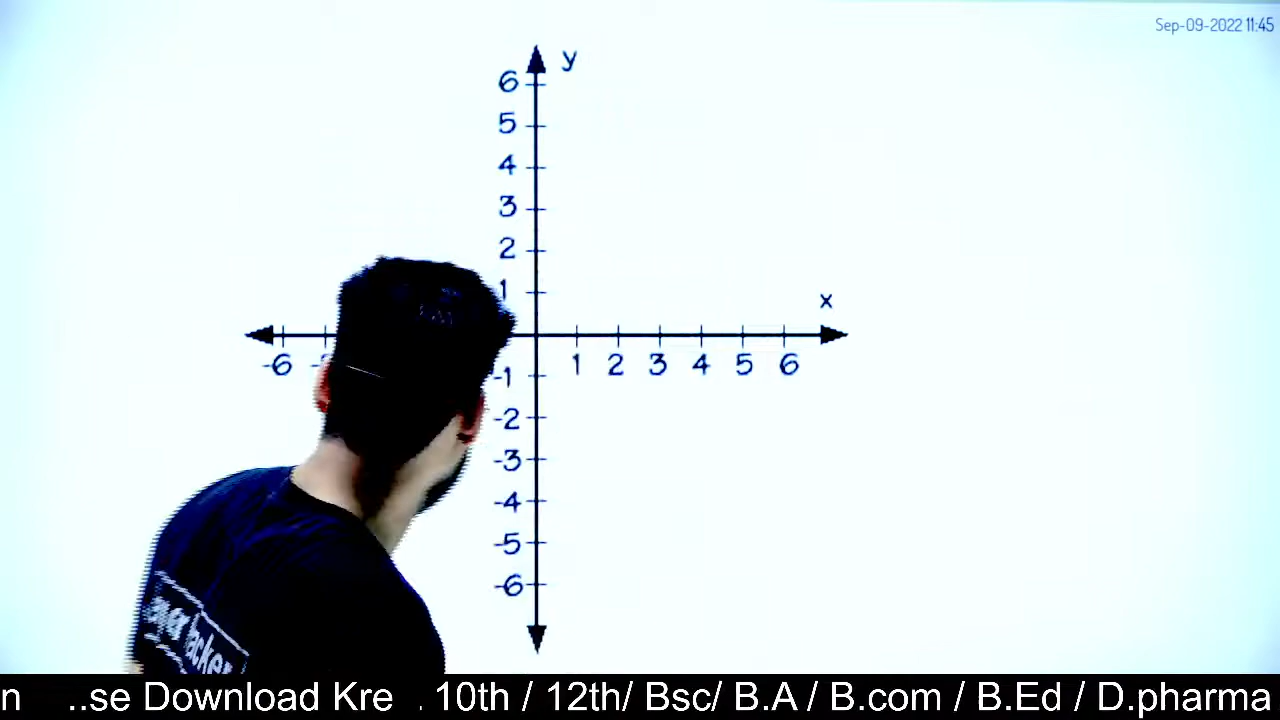 Sep-09-2022 11:45
y
6
5
4
3
2
1
x
-6
1 2 3 4 5 6
-1
-2
-3
-4
-5
-6
n ..se Download Kre . 10th / 12th/ Bsc/ B.A / B.com / B.Ed / D.pharma